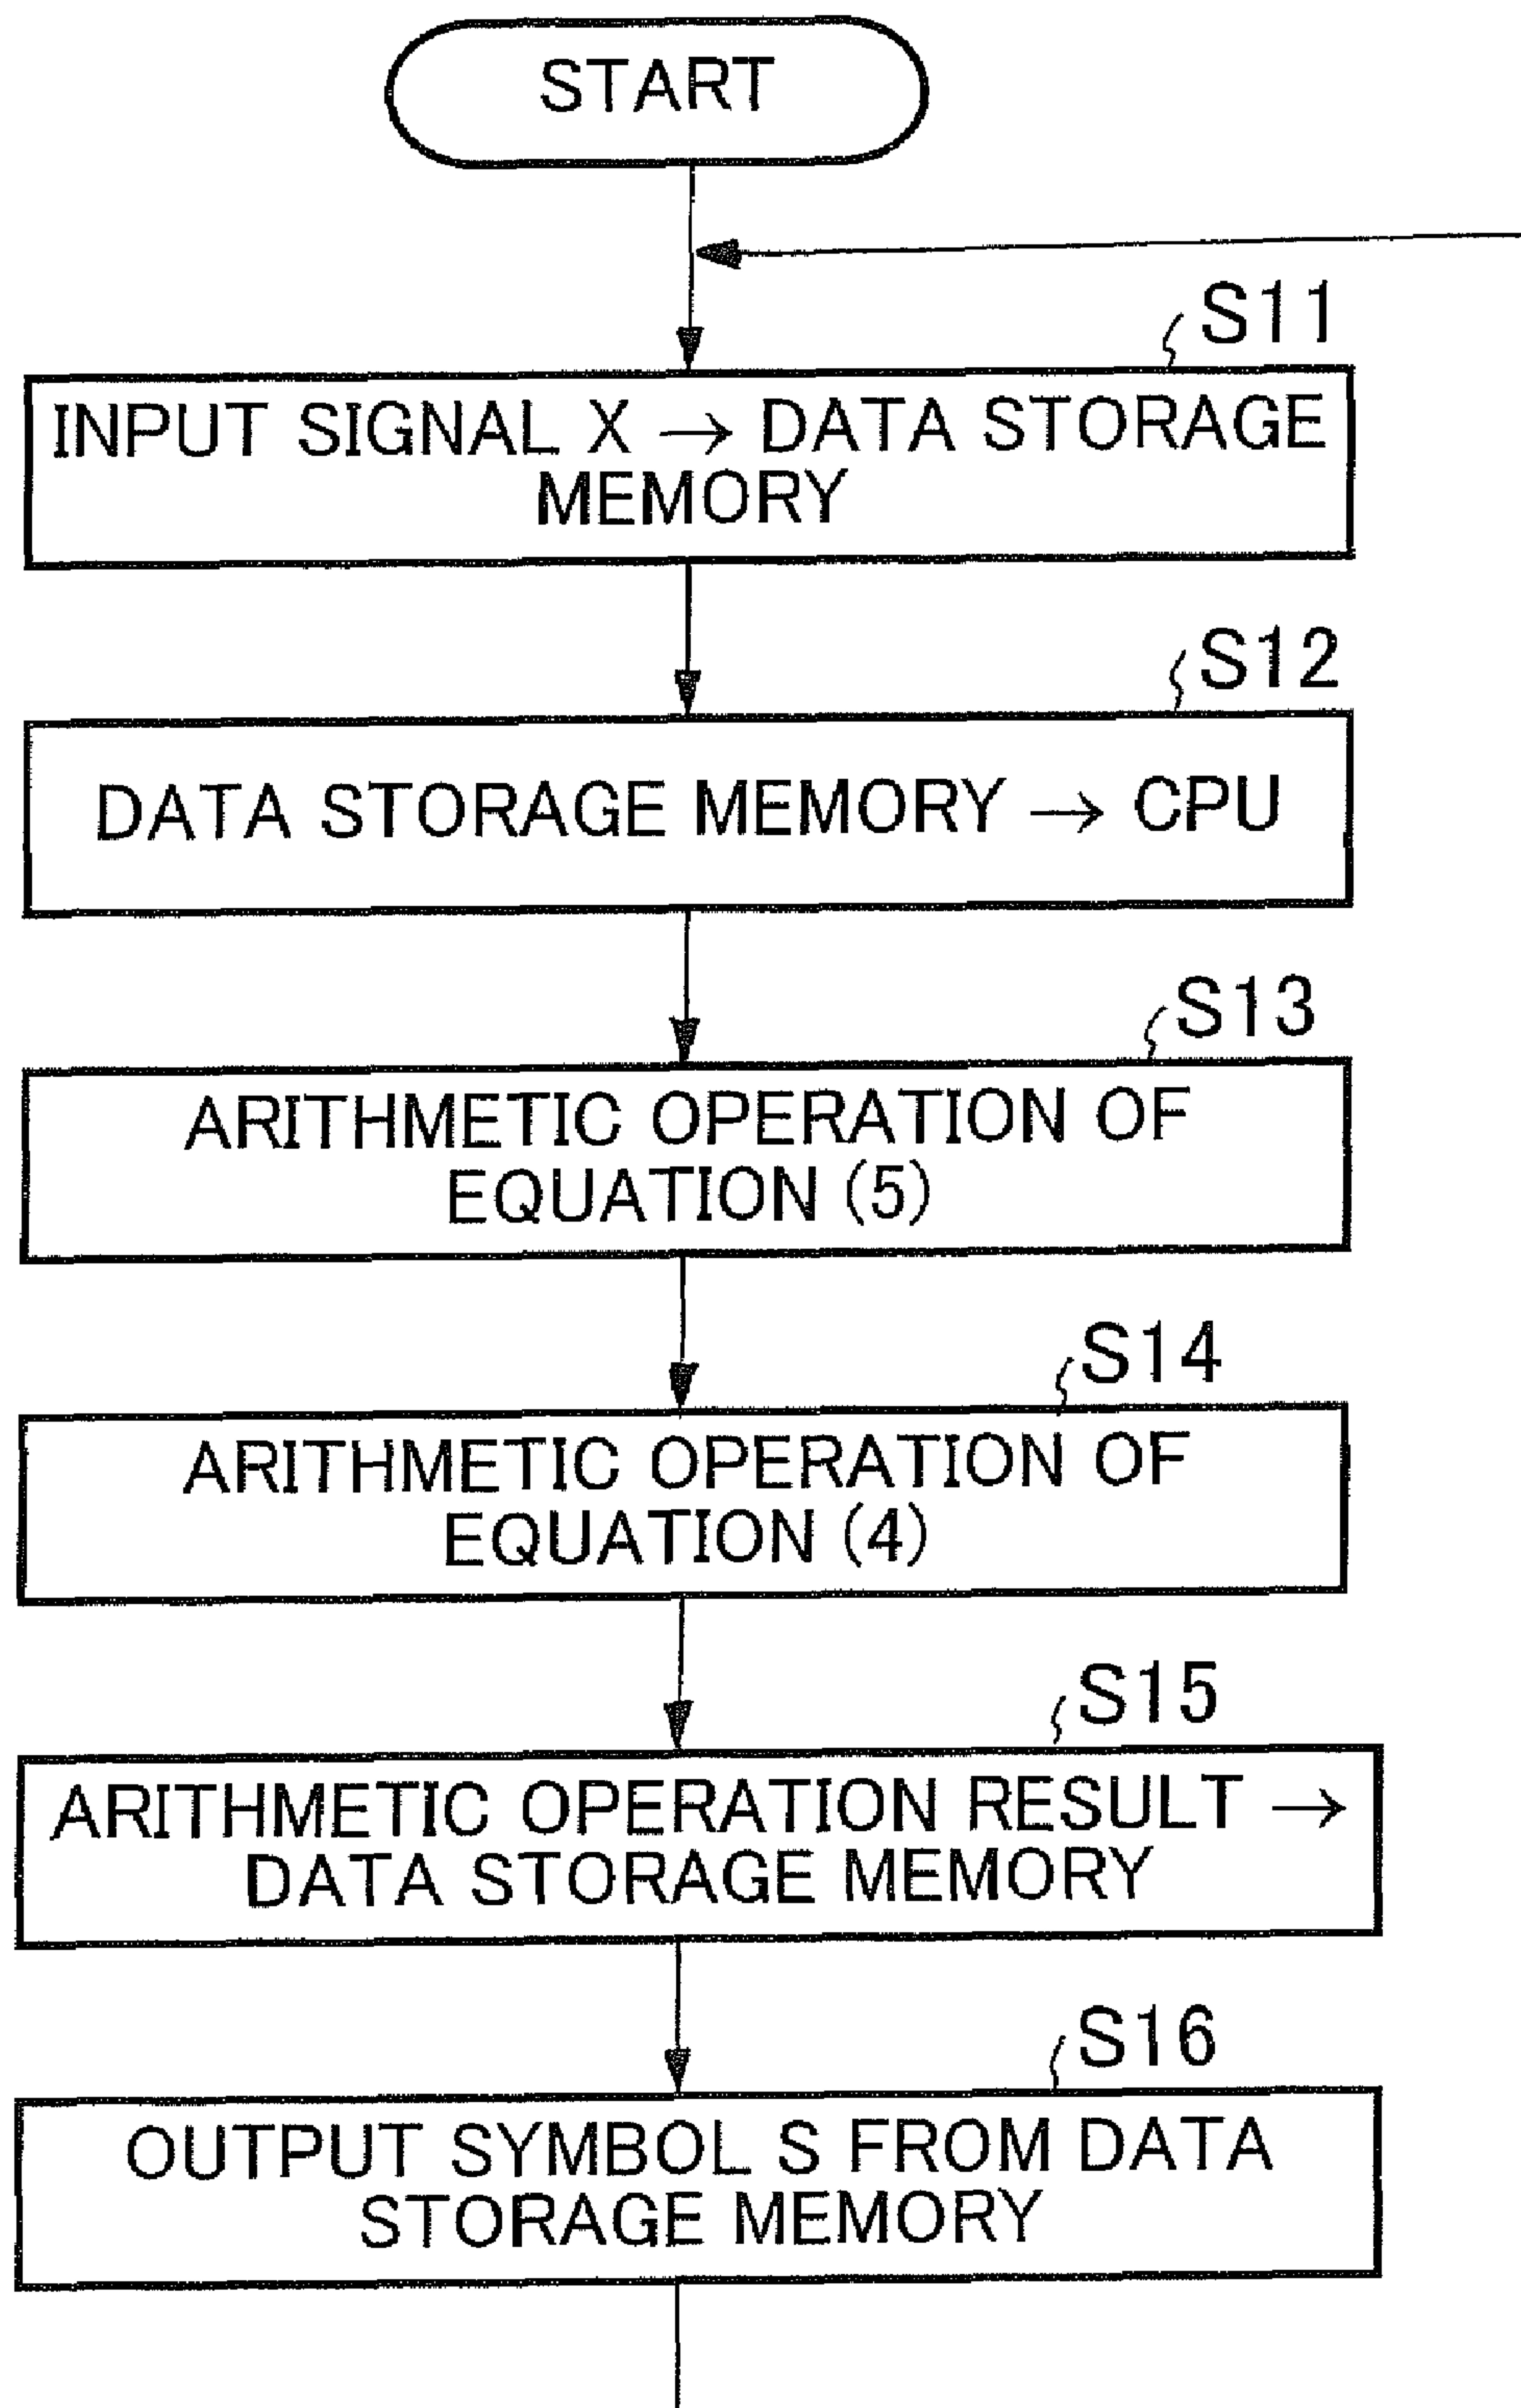 START
S11
INPUT SIGNAL X → DATA STORAGE
MEMORY
S12
DATA STORAGE MEMORY → CPU
S13
ARITHMETIC OPERATION OF
EQUATION (5)
S14
ARITHMETIC OPERATION OF
EQUATION (4)
S15
ARITHMETIC OPERATION RESULT →
DATA STORAGE MEMORY
S16
OUTPUT SYMBOL S FROM DATA
STORAGE MEMORY